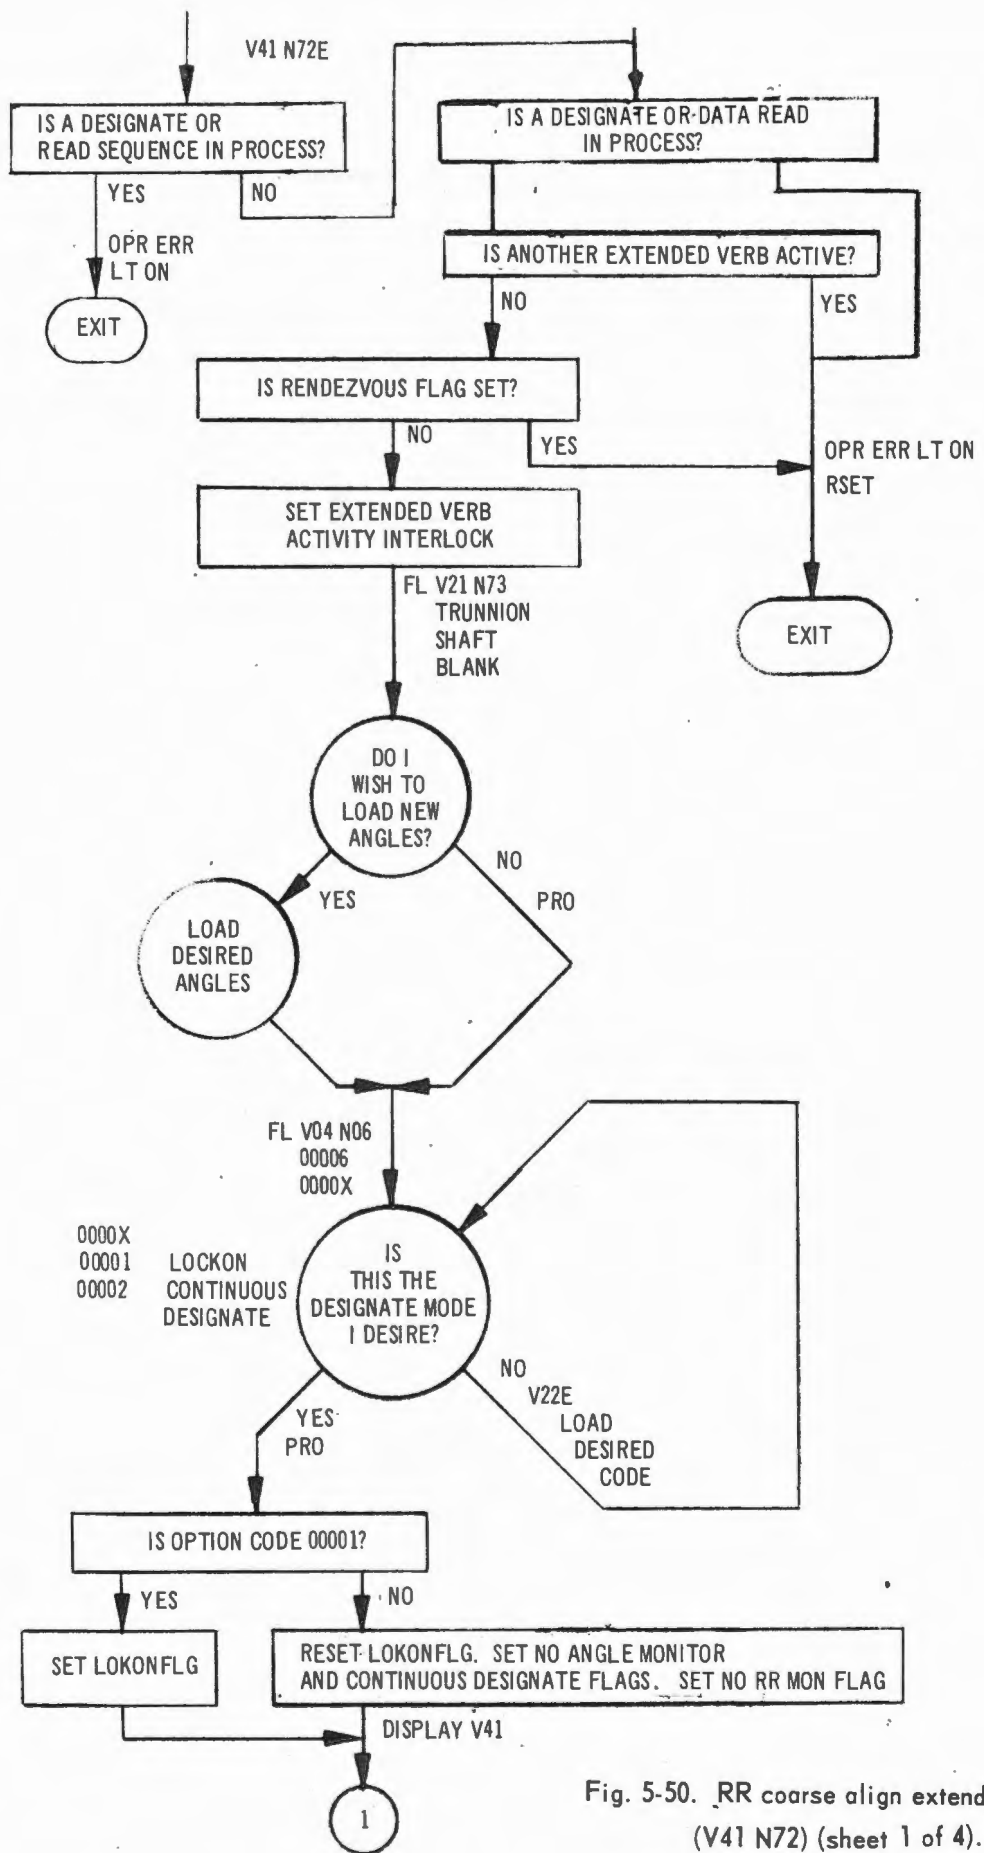 V41 N72E
IS A DESIGNATE OR
READ SEQUENCE IN PROCESS?
YES
NO
OPR ERR
LT ON
EXIT
IS A DESIGNATE OR DATA READ
IN PROCESS?
IS ANOTHER EXTENDED VERB ACTIVE?
NO
YES
IS RENDEZVOUS FLAG SET?
NO
YES
OPR ERR LT ON
RSET
EXIT
SET EXTENDED VERB
ACTIVITY INTERLOCK
FL V21 N73
TRUNNION
SHAFT
BLANK
DO I
WISH TO
LOAD NEW
ANGLES?
YES
NO
PRO
LOAD
DESIRED
ANGLES
FL V04 N06
00006
0000X
0000X
00001 LOCKON
00002 CONTINUOUS
DESIGNATE
IS
THIS THE
DESIGNATE MODE
I DESIRE?
NO
V22E
LOAD
DESIRED
CODE
YES
PRO
IS OPTION CODE 00001?
YES
NO
SET LOKONFLG
RESET LOKONFLG. SET NO ANGLE MONITOR
AND CONTINUOUS DESIGNATE FLAGS. SET NO RR MON FLAG
DISPLAY V41
1
Fig. 5-50. RR coarse align extend
(V41 N72) (sheet 1 of 4).